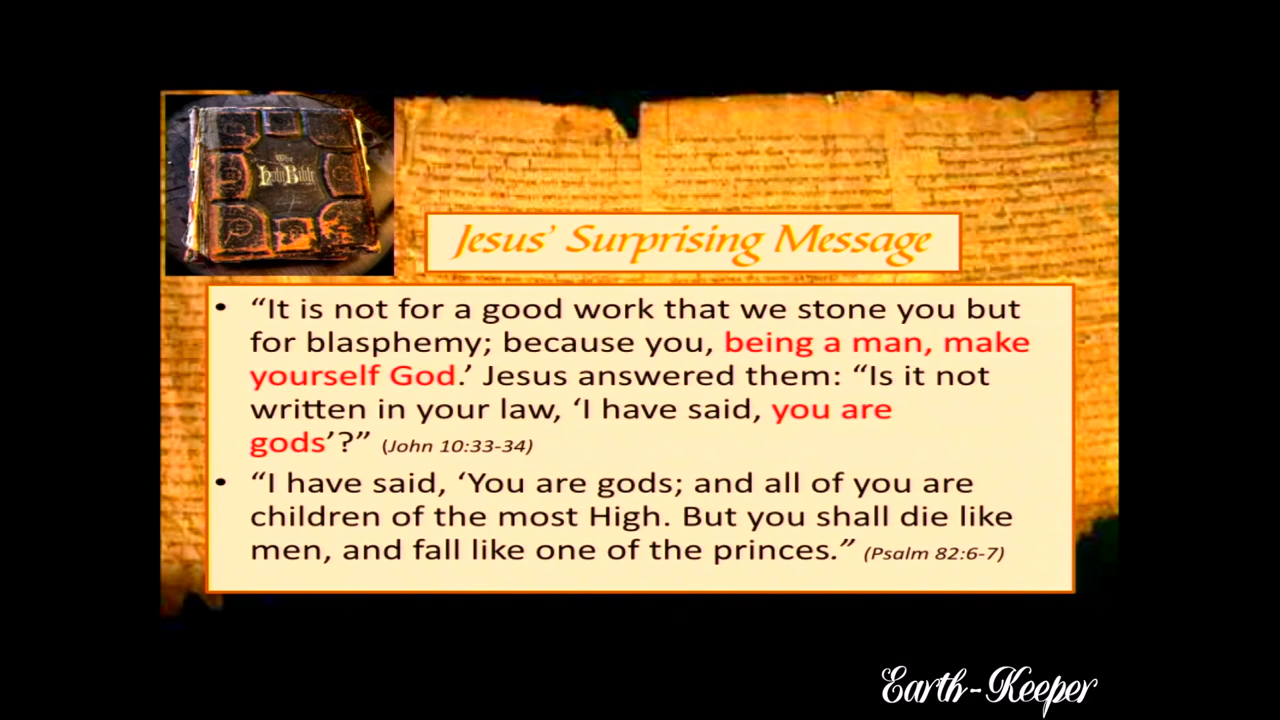 The
Holy Bible
Jesus’ Surprising Message
• “It is not for a good work that we stone you but
for blasphemy; because you, being a man, make
yourself God.’ Jesus answered them: “Is it not
written in your law, ‘I have said, you are
gods’?” (John 10:33-34)
• “I have said, ‘You are gods; and all of you are
children of the most High. But you shall die like
men, and fall like one of the princes.” (Psalm 82:6-7)
Earth-Keeper